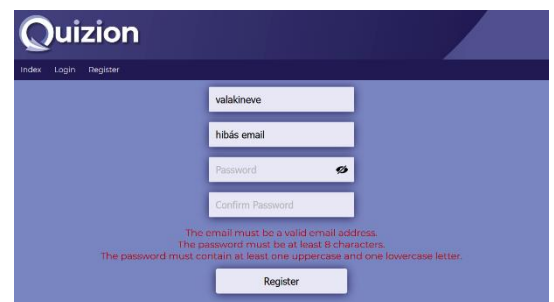 Quizion
Index Login Register
valakineve
hibás email
Password
Confirm Password
The email must be a valid email address.
The password must be at least 8 characters.
The password must contain at least one uppercase and one lowercase letter.
Register